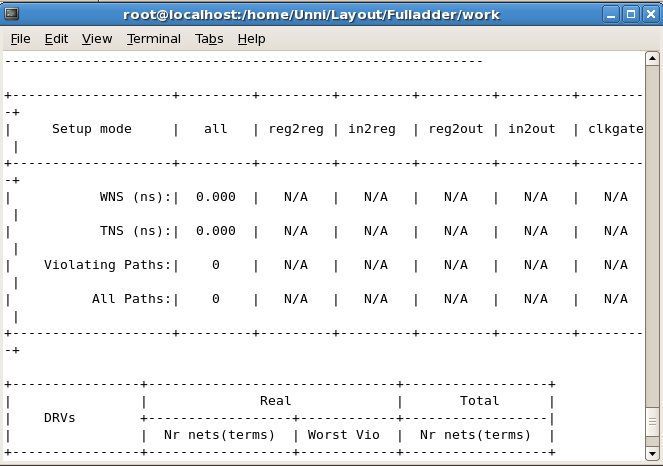 root@localhost:/home/Unni/Layout/Fulladder/work
File Edit View Terminal Tabs Help
------------------------------------------------------------
+--------------------+---------+---------+---------+---------+---------+--------
-+
|     Setup mode     |   all   | reg2reg | in2reg  | reg2out | in2out  | clkgate
 |
+--------------------+---------+---------+---------+---------+---------+--------
-+
|           WNS (ns):|  0.000  |   N/A   |   N/A   |   N/A   |   N/A   |   N/A
 |
|           TNS (ns):|  0.000  |   N/A   |   N/A   |   N/A   |   N/A   |   N/A
 |
|    Violating Paths:|    0    |   N/A   |   N/A   |   N/A   |   N/A   |   N/A
 |
|          All Paths:|    0    |   N/A   |   N/A   |   N/A   |   N/A   |   N/A
 |
+--------------------+---------+---------+---------+---------+---------+--------
-+
+----------------+-------------------------------+------------------+
|                |              Real             |       Total      |
|    DRVs        +------------------+------------+------------------|
|                |  Nr nets(terms)  | Worst Vio  |  Nr nets(terms)  |
+----------------+------------------+------------+------------------+